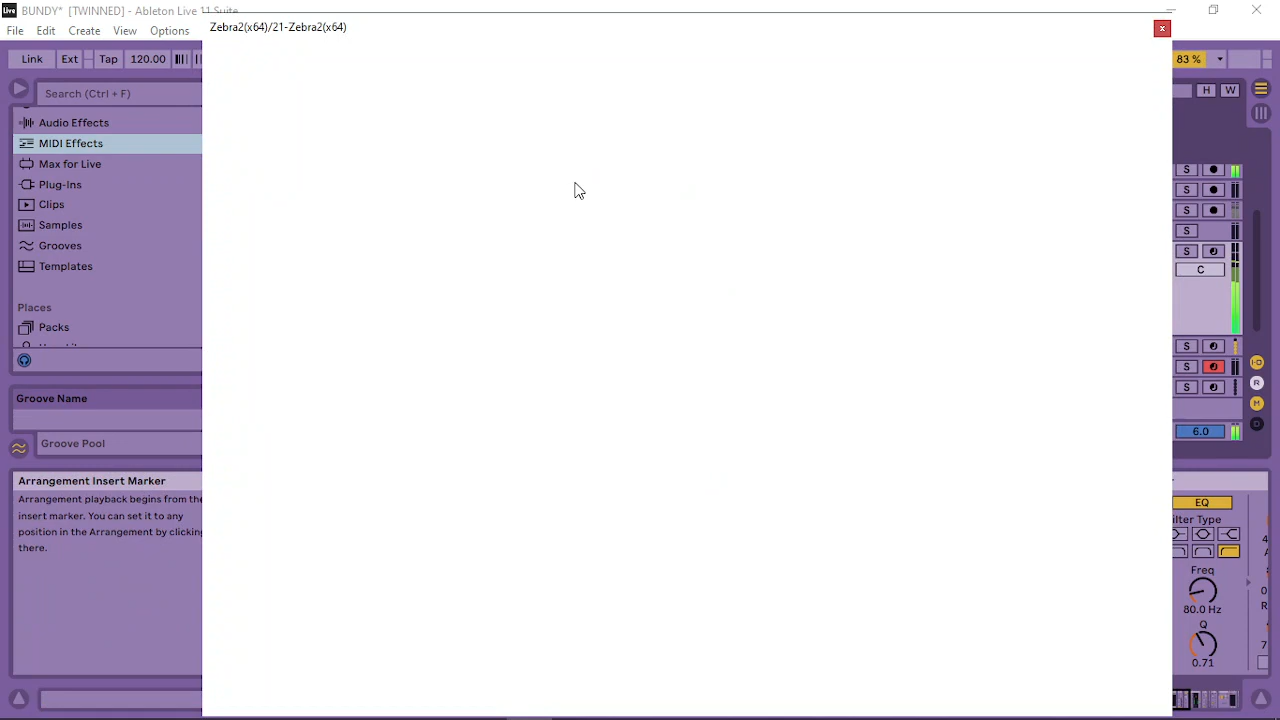 BUNDY* [TWINNED] - Ableton Live 11 Suite
Zebra2(x64)/21-Zebra2(x64)
x
File Edit Create View Options
Link Ext Tap 120.00
83 %
Search (Ctrl + F)
H W
Audio Effects
MIDI Effects
Max for Live
Plug-Ins
Clips
Samples
Grooves
Templates
Places
Packs
S
S
S
S
S
C
S
S
S
R
M
D
6.0
Groove Name
Groove Pool
Arrangement Insert Marker
Arrangement playback begins from the
insert marker. You can set it to any
position in the Arrangement by clicking
there.
EQ
ilter Type
Freq
80.0 Hz
Q
0.71